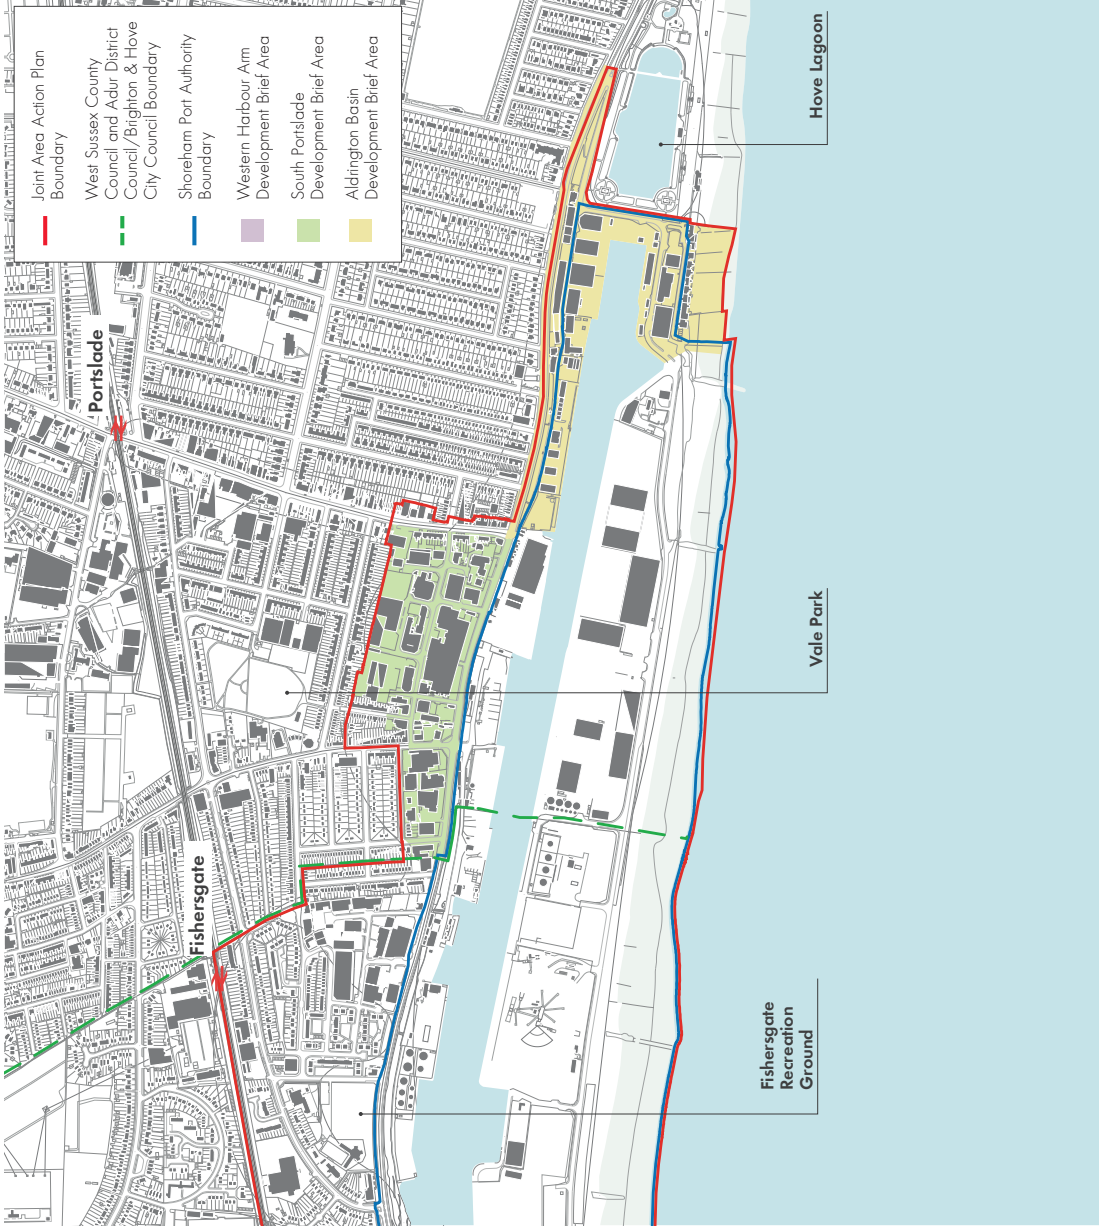 Joint Area Action Plan
Boundary
West Sussex County
Council and Adur District
Council/Brighton & Hove
City Council Boundary
Shoreham Port Authority
Boundary
Western Harbour Arm
Development Brief Area
South Portslade
Development Brief Area
Aldrington Basin
Development Brief Area
Fishersgate
Portslade
Fishersgate
Recreation
Ground
Vale Park
Hove Lagoon